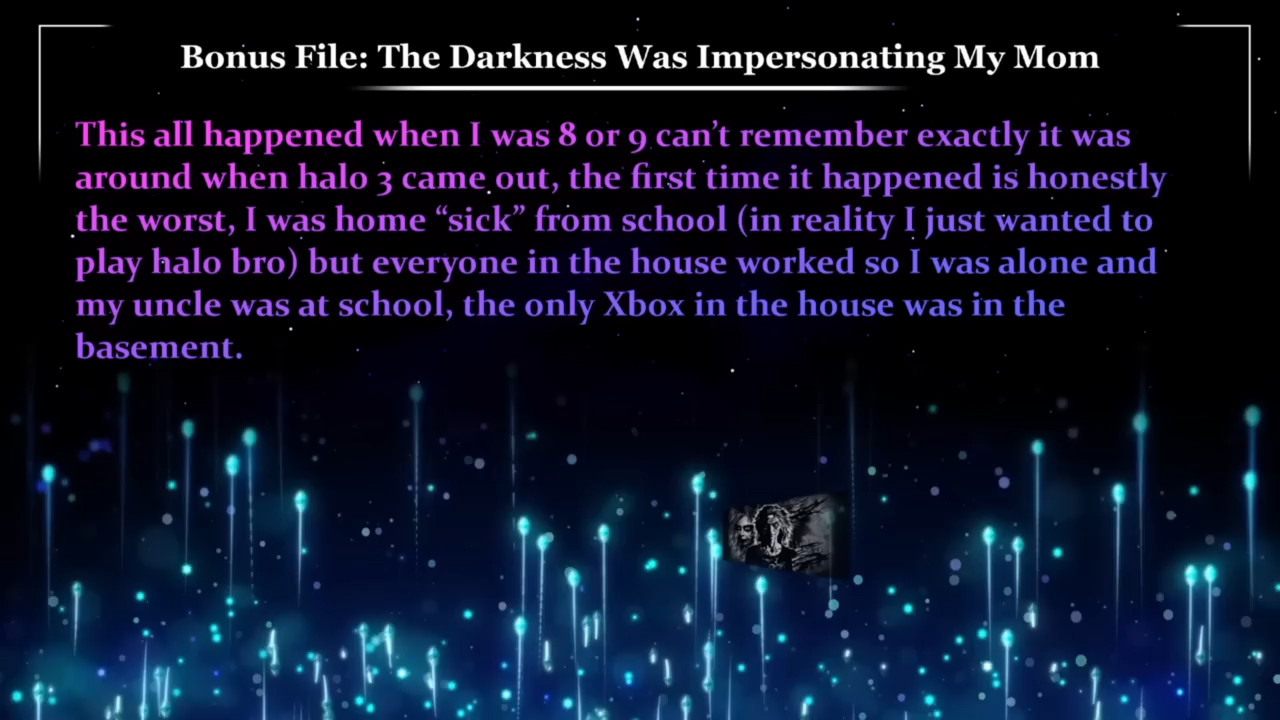 Bonus File: The Darkness Was Impersonating My Mom
This all happened when I was 8 or 9 can’t remember exactly it was
around when halo 3 came out, the first time it happened is honestly
the worst, I was home “sick” from school (in reality I just wanted to
play halo bro) but everyone in the house worked so I was alone and
my uncle was at school, the only Xbox in the house was in the
basement.